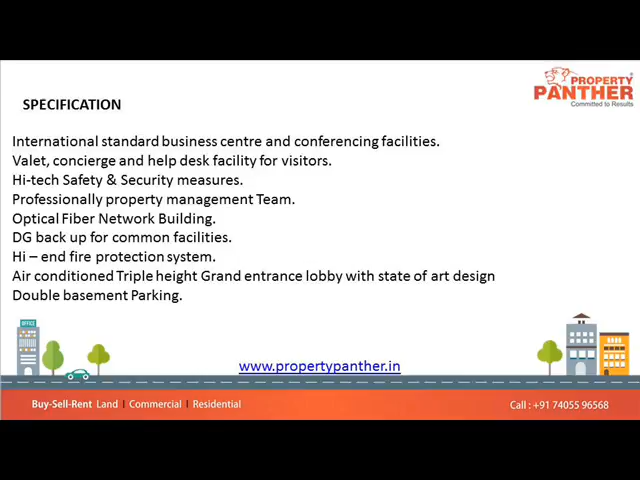 PROPERTY
PANTHER
Committed to Results
SPECIFICATION
International standard business centre and conferencing facilities.
Valet, concierge and help desk facility for visitors.
Hi-tech Safety & Security measures.
Professionally property management Team.
Optical Fiber Network Building.
DG back up for common facilities.
Hi – end fire protection system.
Air conditioned Triple height Grand entrance lobby with state of art design
Double basement Parking.
OFFICE
www.propertypanther.in
Buy-Sell-Rent Land I Commercial I Residential
Call : +91 74055 96568